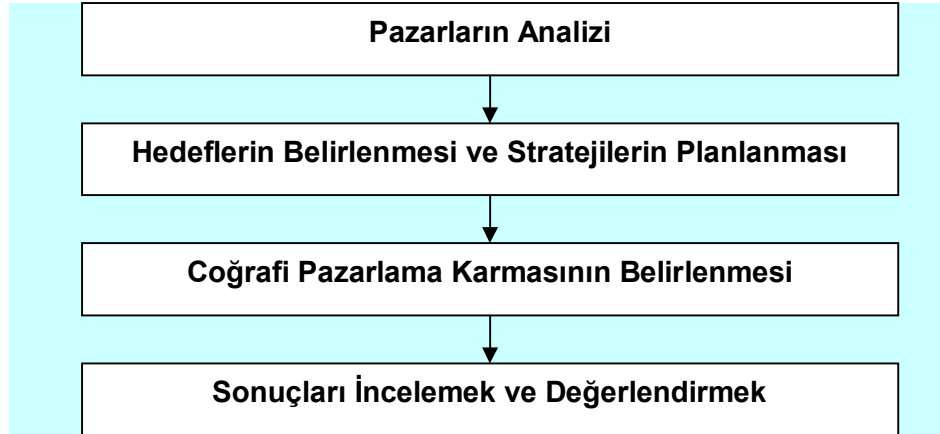 Pazarların Analizi
Hedeflerin Belirlenmesi ve Stratejilerin Planlanması
Coğrafi Pazarlama Karmasının Belirlenmesi
Sonuçları İncelemek ve Değerlendirmek